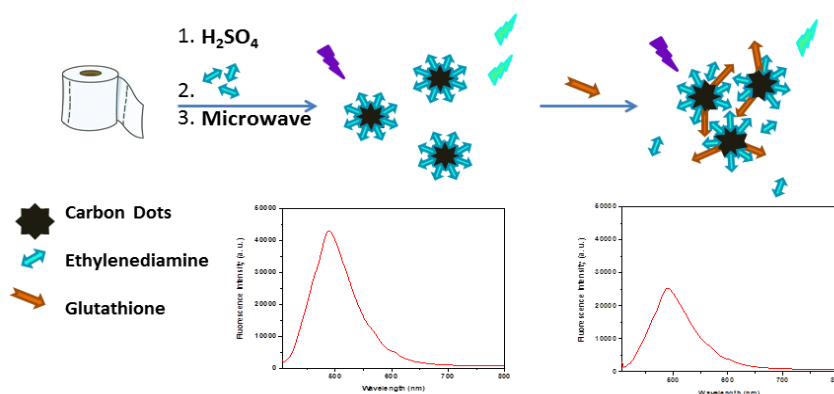 1. H₂SO₄
2.
3. Microwave
Carbon Dots
Ethylenediamine
Glutathione
Fluorescence Intensity (a. u.)
50000
40000
30000
20000
10000
0
500
600
700
800
Wavelength (nm)
Fluorescence Intensity (a. u.)
60000
50000
40000
30000
20000
10000
0
600
700
800
Wavelength (nm)